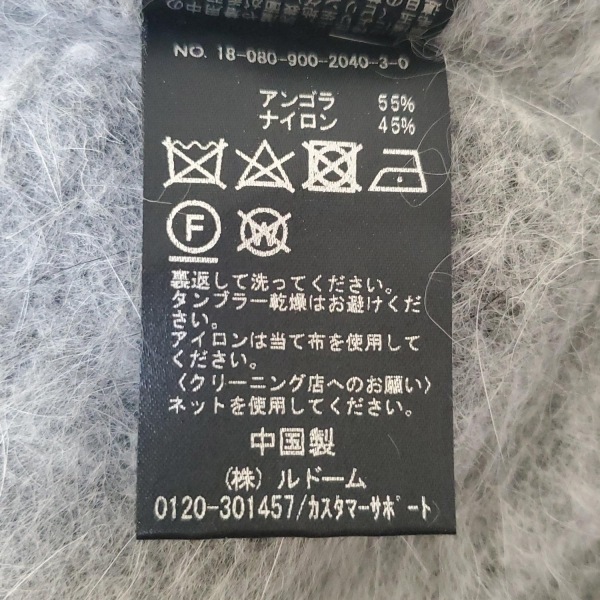 NO. 18-080-900-2040-3-0
アンゴラ 55%
ナイロン 45%
F
W
裏返して洗ってください。
タンブラー乾燥はお避けくだ
さい。
アイロンは当て布を使用して
ください。
〈クリーニング店へのお願い〉
ネットを使用してください。
中国製
(株) ルドーム
0120-301457/カスタマーサポート